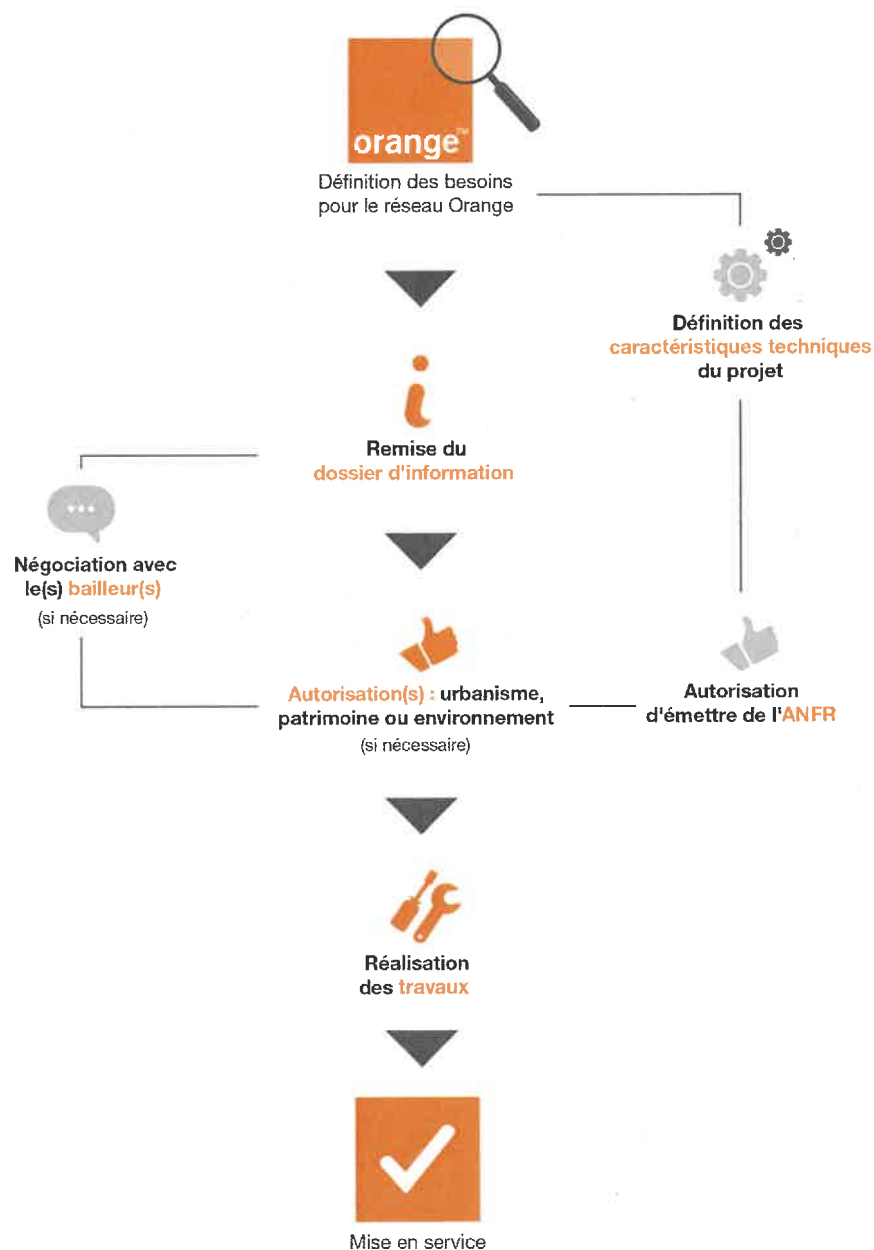 orange™
Définition des besoins
pour le réseau Orange
Définition des
caractéristiques techniques
du projet
Remise du
dossier d'information
Négociation avec
le(s) bailleur(s)
(si nécessaire)
Autorisation(s) : urbanisme,
patrimoine ou environnement
(si nécessaire)
Autorisation
d'émettre de l'ANFR
Réalisation
des travaux
Mise en service